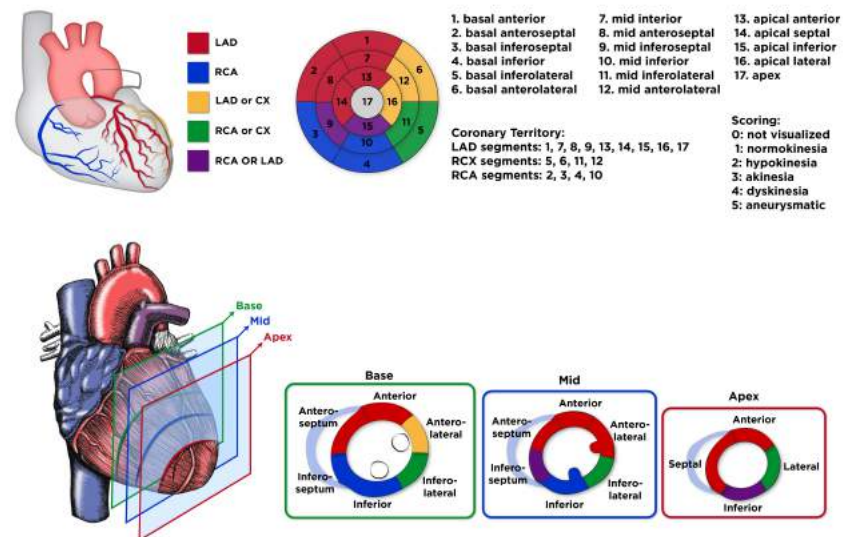 LAD
RCA
LAD or CX
RCA or CX
RCA OR LAD
1
7
13
2
8
14
17
16
12
6
3
9
15
11
5
10
4
1. basal anterior
2. basal anteroseptal
3. basal inferoseptal
4. basal inferior
5. basal inferolateral
6. basal anterolateral
7. mid interior
8. mid anteroseptal
9. mid inferoseptal
10. mid inferior
11. mid inferolateral
12. mid anterolateral
13. apical anterior
14. apical septal
15. apical inferior
16. apical lateral
17. apex
Coronary Territory:
LAD segments: 1, 7, 8, 9, 13, 14, 15, 16, 17
RCX segments: 5, 6, 11, 12
RCA segments: 2, 3, 4, 10
Scoring:
0: not visualized
1: normokinesia
2: hypokinesia
3: akinesia
4: dyskinesia
5: aneurysmatic
Base
Mid
Apex
Base
Anterior
Antero-
septum
Antero-
lateral
Infero-
septum
Infero-
lateral
Inferior
Mid
Anterior
Antero-
septum
Antero-
lateral
Infero-
septum
Infero-
lateral
Inferior
Apex
Anterior
Septal
Lateral
Inferior